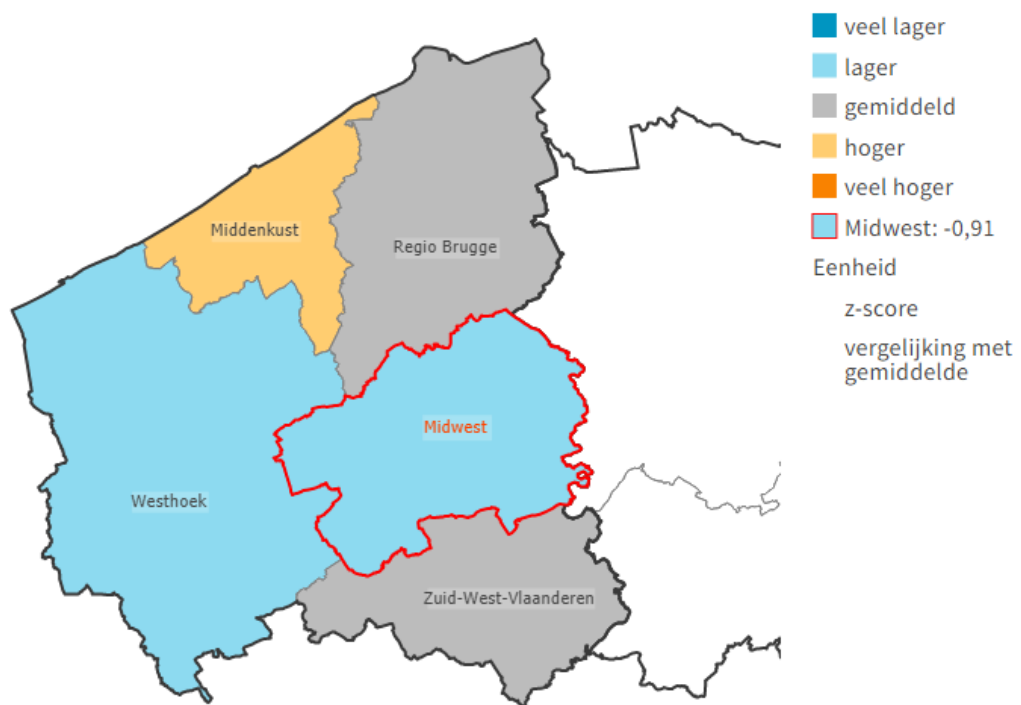 veel lager
lager
gemiddeld
hoger
veel hoger
Midwest: -0,91
Eenheid
z-score
vergelijking met
gemiddelde
Middenkust
Regio Brugge
Midwest
Westhoek
Zuid-West-Vlaanderen